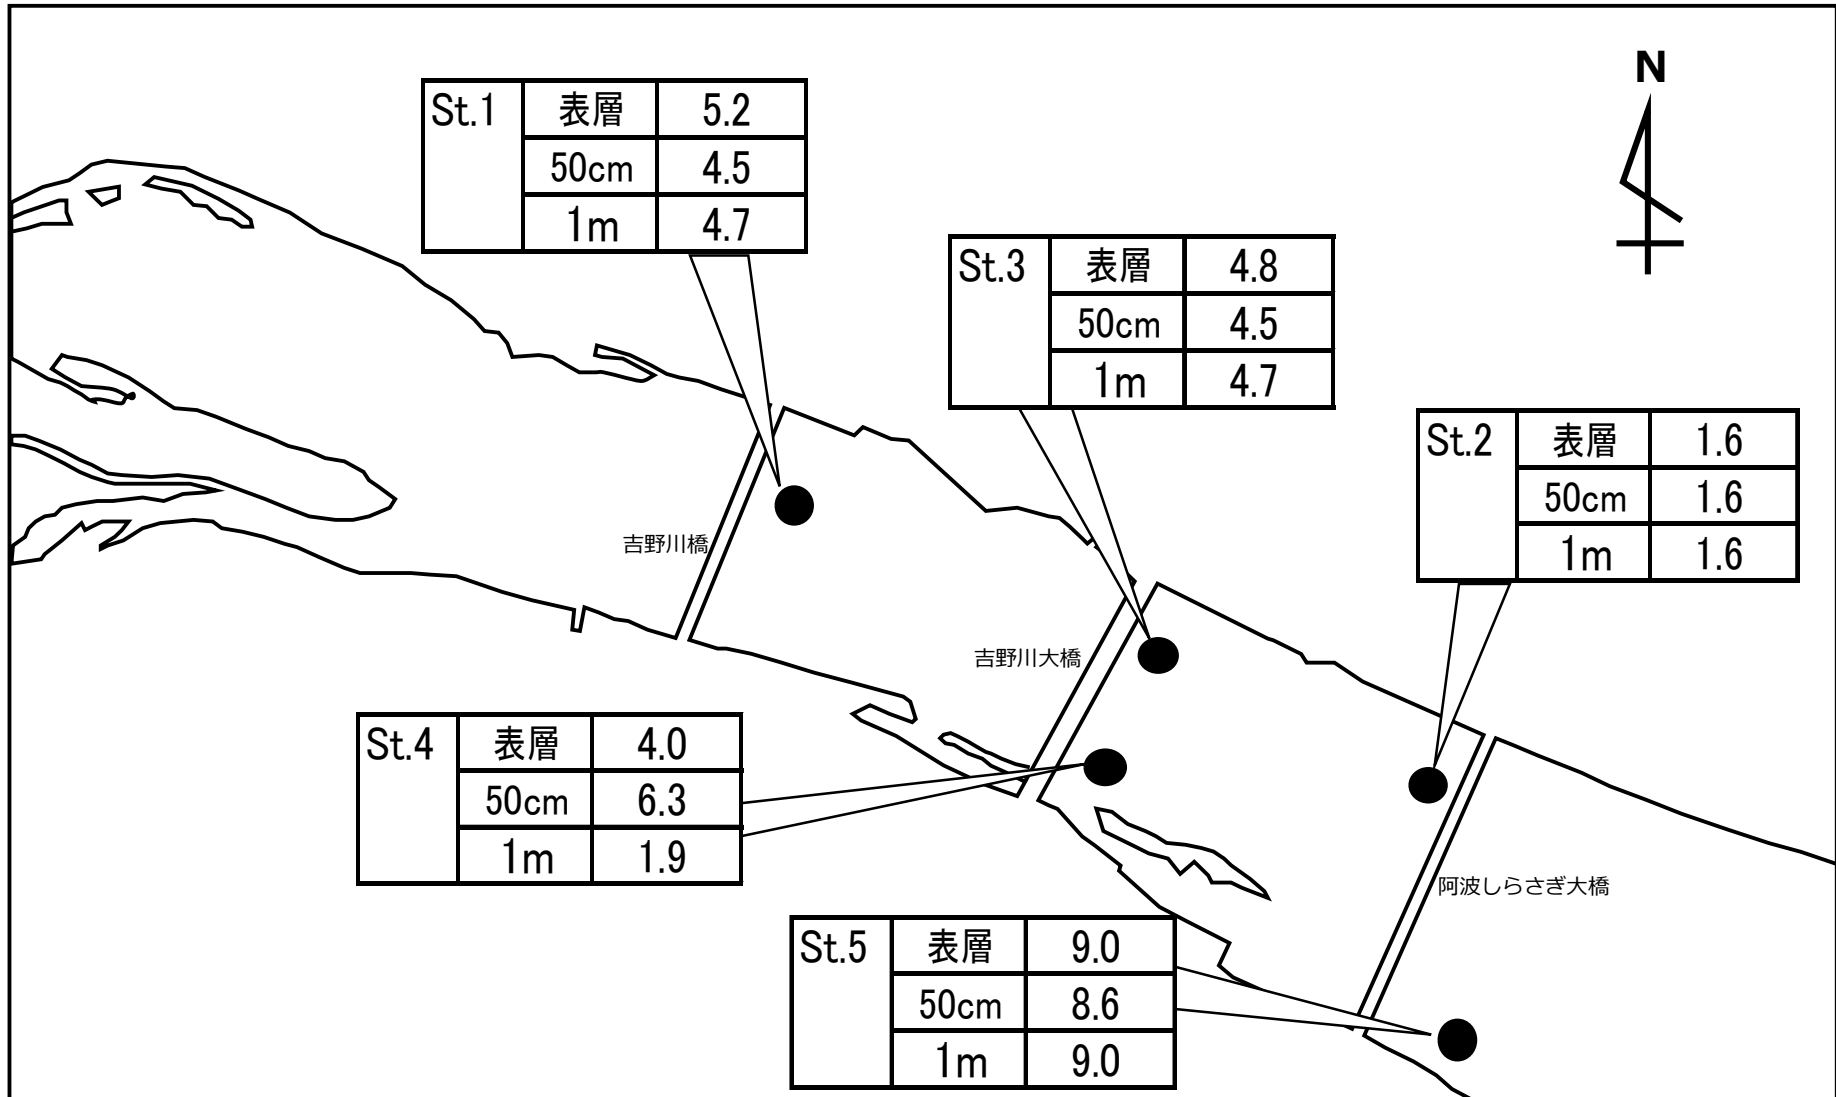 N
St.1 表層 5.2
50cm 4.5
1m 4.7
St.3 表層 4.8
50cm 4.5
1m 4.7
St.2 表層 1.6
50cm 1.6
1m 1.6
吉野川橋
吉野川大橋
St.4 表層 4.0
50cm 6.3
1m 1.9
阿波しらさぎ大橋
St.5 表層 9.0
50cm 8.6
1m 9.0